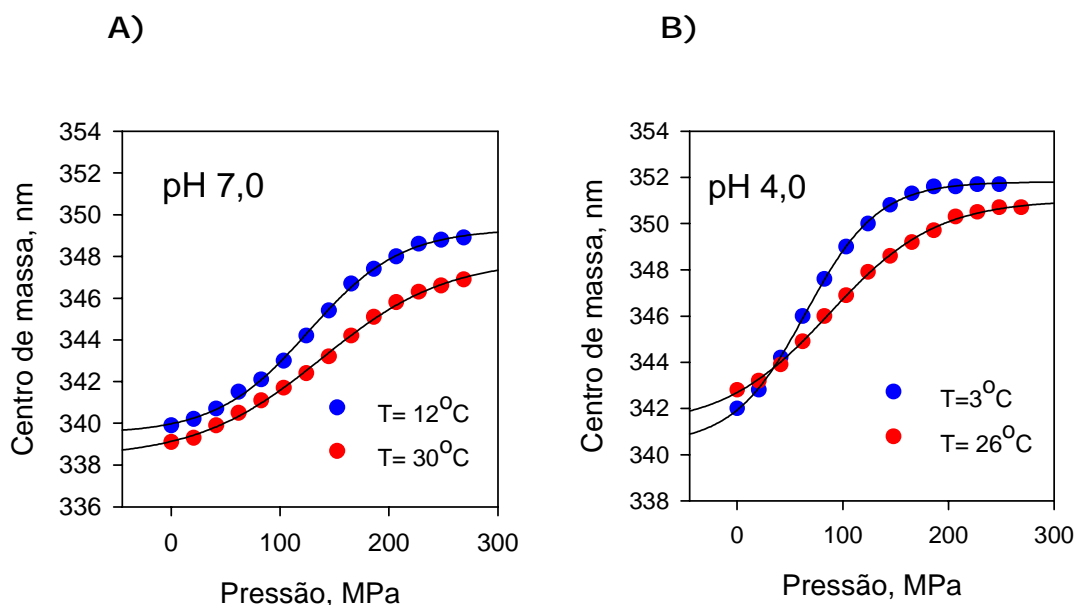 A)
pH 7,0
Centro de massa, nm
354
352
350
348
346
344
342
340
338
336
T= 12°C
T= 30°C
0
100
200
300
Pressão, MPa
B)
pH 4,0
Centro de massa, nm
354
352
350
348
346
344
342
340
338
T=3°C
T= 26°C
0
100
200
300
Pressão, MPa